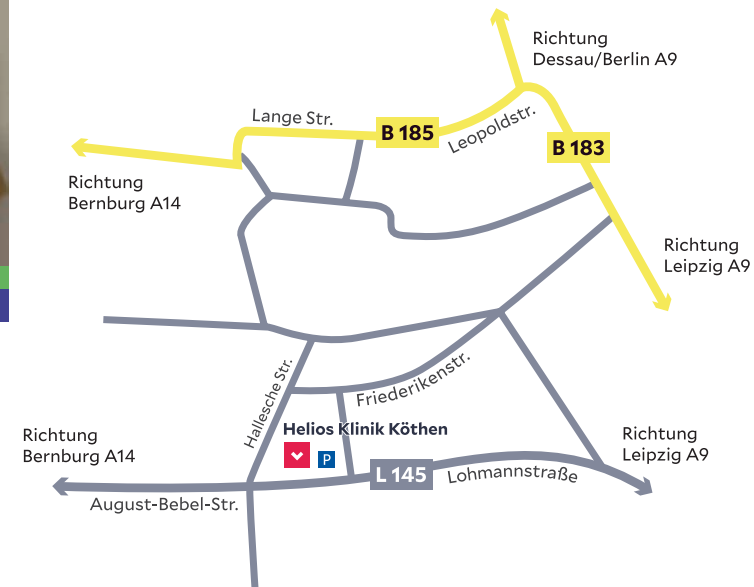 Richtung
Dessau/Berlin A9
Lange Str.
B 185
Leopoldstr.
B 183
Richtung
Bernburg A14
Richtung
Leipzig A9
Hallesche Str.
Friederikenstr.
Helios Klinik Köthen
P
Richtung
Bernburg A14
Richtung
Leipzig A9
L 145
Lohmannstraße
August-Bebel-Str.